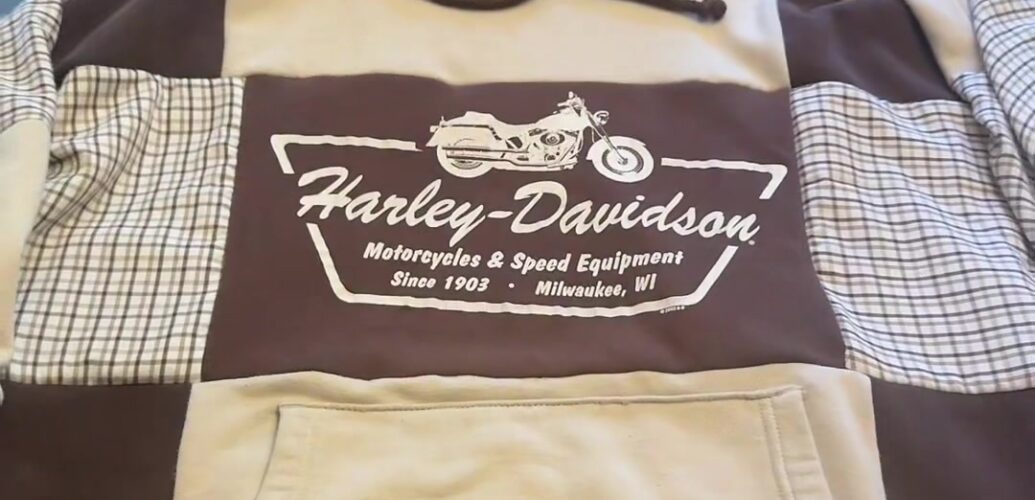 Harley-Davidson
Motorcycles & Speed Equipment
Since 1903 • Milwaukee, WI